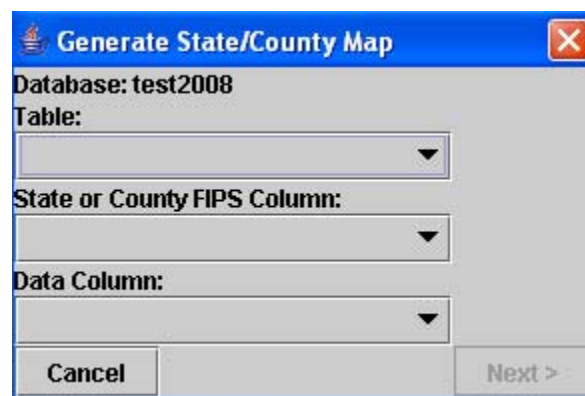 Generate State/County Map
Database: test2008
Table:
State or County FIPS Column:
Data Column:
Cancel
Next >